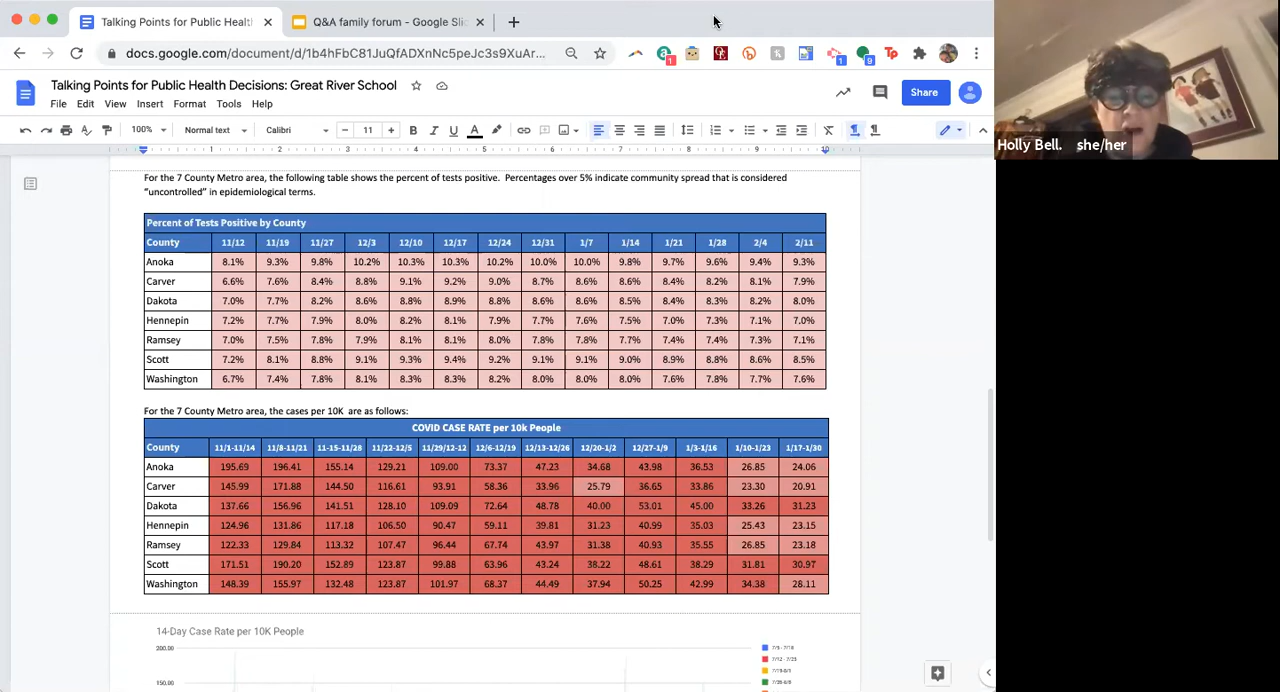 Talking Points for Public Healtl
Q&A family forum - Google Slic
docs.google.com/document/d/1b4hFbC81JuQfADXnNc5peJc3s9XuAr...
1
1
9
Talking Points for Public Health Decisions: Great River School
File Edit View Insert Format Tools Help
Share
100% Normal text Calibri 11
1 2 3 4 5 6 7 8 9 10
Holly Bell. she/her
For the 7 County Metro area, the following table shows the percent of tests positive. Percentages over 5% indicate community spread that is considered
“uncontrolled” in epidemiological terms.
Percent of Tests Positive by County
County 11/12 11/19 11/27 12/3 12/10 12/17 12/24 12/31 1/7 1/14 1/21 1/28 2/4 2/11
Anoka 8.1% 9.3% 9.8% 10.2% 10.3% 10.3% 10.2% 10.0% 10.0% 9.8% 9.7% 9.6% 9.4% 9.3%
Carver 6.6% 7.6% 8.4% 8.8% 9.1% 9.2% 9.0% 8.7% 8.6% 8.6% 8.4% 8.2% 8.1% 7.9%
Dakota 7.0% 7.7% 8.2% 8.6% 8.8% 8.9% 8.8% 8.6% 8.6% 8.5% 8.4% 8.3% 8.2% 8.0%
Hennepin 7.2% 7.7% 7.9% 8.0% 8.2% 8.1% 7.9% 7.7% 7.6% 7.5% 7.0% 7.3% 7.1% 7.0%
Ramsey 7.0% 7.5% 7.8% 7.9% 8.1% 8.1% 8.0% 7.8% 7.8% 7.7% 7.4% 7.4% 7.3% 7.1%
Scott 7.2% 8.1% 8.8% 9.1% 9.3% 9.4% 9.2% 9.1% 9.1% 9.0% 8.9% 8.8% 8.6% 8.5%
Washington 6.7% 7.4% 7.8% 8.1% 8.3% 8.3% 8.2% 8.0% 8.0% 8.0% 7.6% 7.8% 7.7% 7.6%
For the 7 County Metro area, the cases per 10K are as follows:
COVID CASE RATE per 10k People
County 11/1-11/14 11/8-11/21 11-15-11/28 11/22-12/5 11/29/12-12 12/6-12/19 12/13-12/26 12/20-1/2 12/27-1/9 1/3-1/16 1/10-1/23 1/17-1/30
Anoka 195.69 196.41 155.14 129.21 109.00 73.37 47.23 34.68 43.98 36.53 26.85 24.06
Carver 145.99 171.88 144.50 116.61 93.91 58.36 33.96 25.79 36.65 33.86 23.30 20.91
Dakota 137.66 156.96 141.51 128.10 109.09 72.64 48.78 40.00 53.01 45.00 33.26 31.23
Hennepin 124.96 131.86 117.18 106.50 90.47 59.11 39.81 31.23 40.99 35.03 25.43 23.15
Ramsey 122.33 129.84 113.32 107.47 96.44 67.74 43.97 31.38 40.93 35.55 26.85 23.18
Scott 171.51 190.20 152.89 123.87 99.88 63.96 43.24 38.22 48.61 38.29 31.81 30.97
Washington 148.39 155.97 132.48 123.87 101.97 68.37 44.49 37.94 50.25 42.99 34.38 28.11
14-Day Case Rate per 10K People
200.00
150.00
7/5 - 7/18
7/12 - 7/25